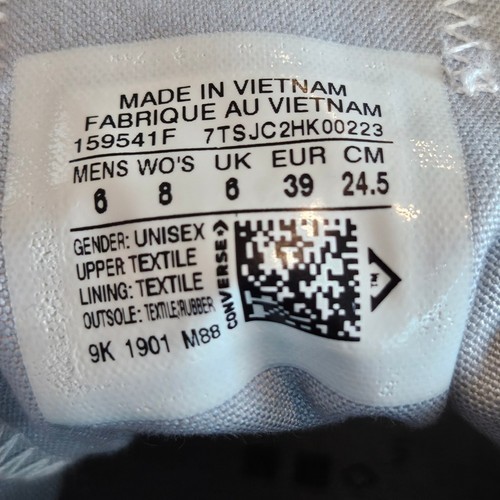 MADE IN VIETNAM
FABRIQUE AU VIETNAM
159541F 7TSJC2HK00223
MENS WO'S UK EUR CM
6 8 6 39 24.5
GENDER: UNISEX
UPPER TEXTILE
LINING: TEXTILE
OUTSOLE: TEXTILE/RUBBER
9K 1901 M88
CONVERSE
TM